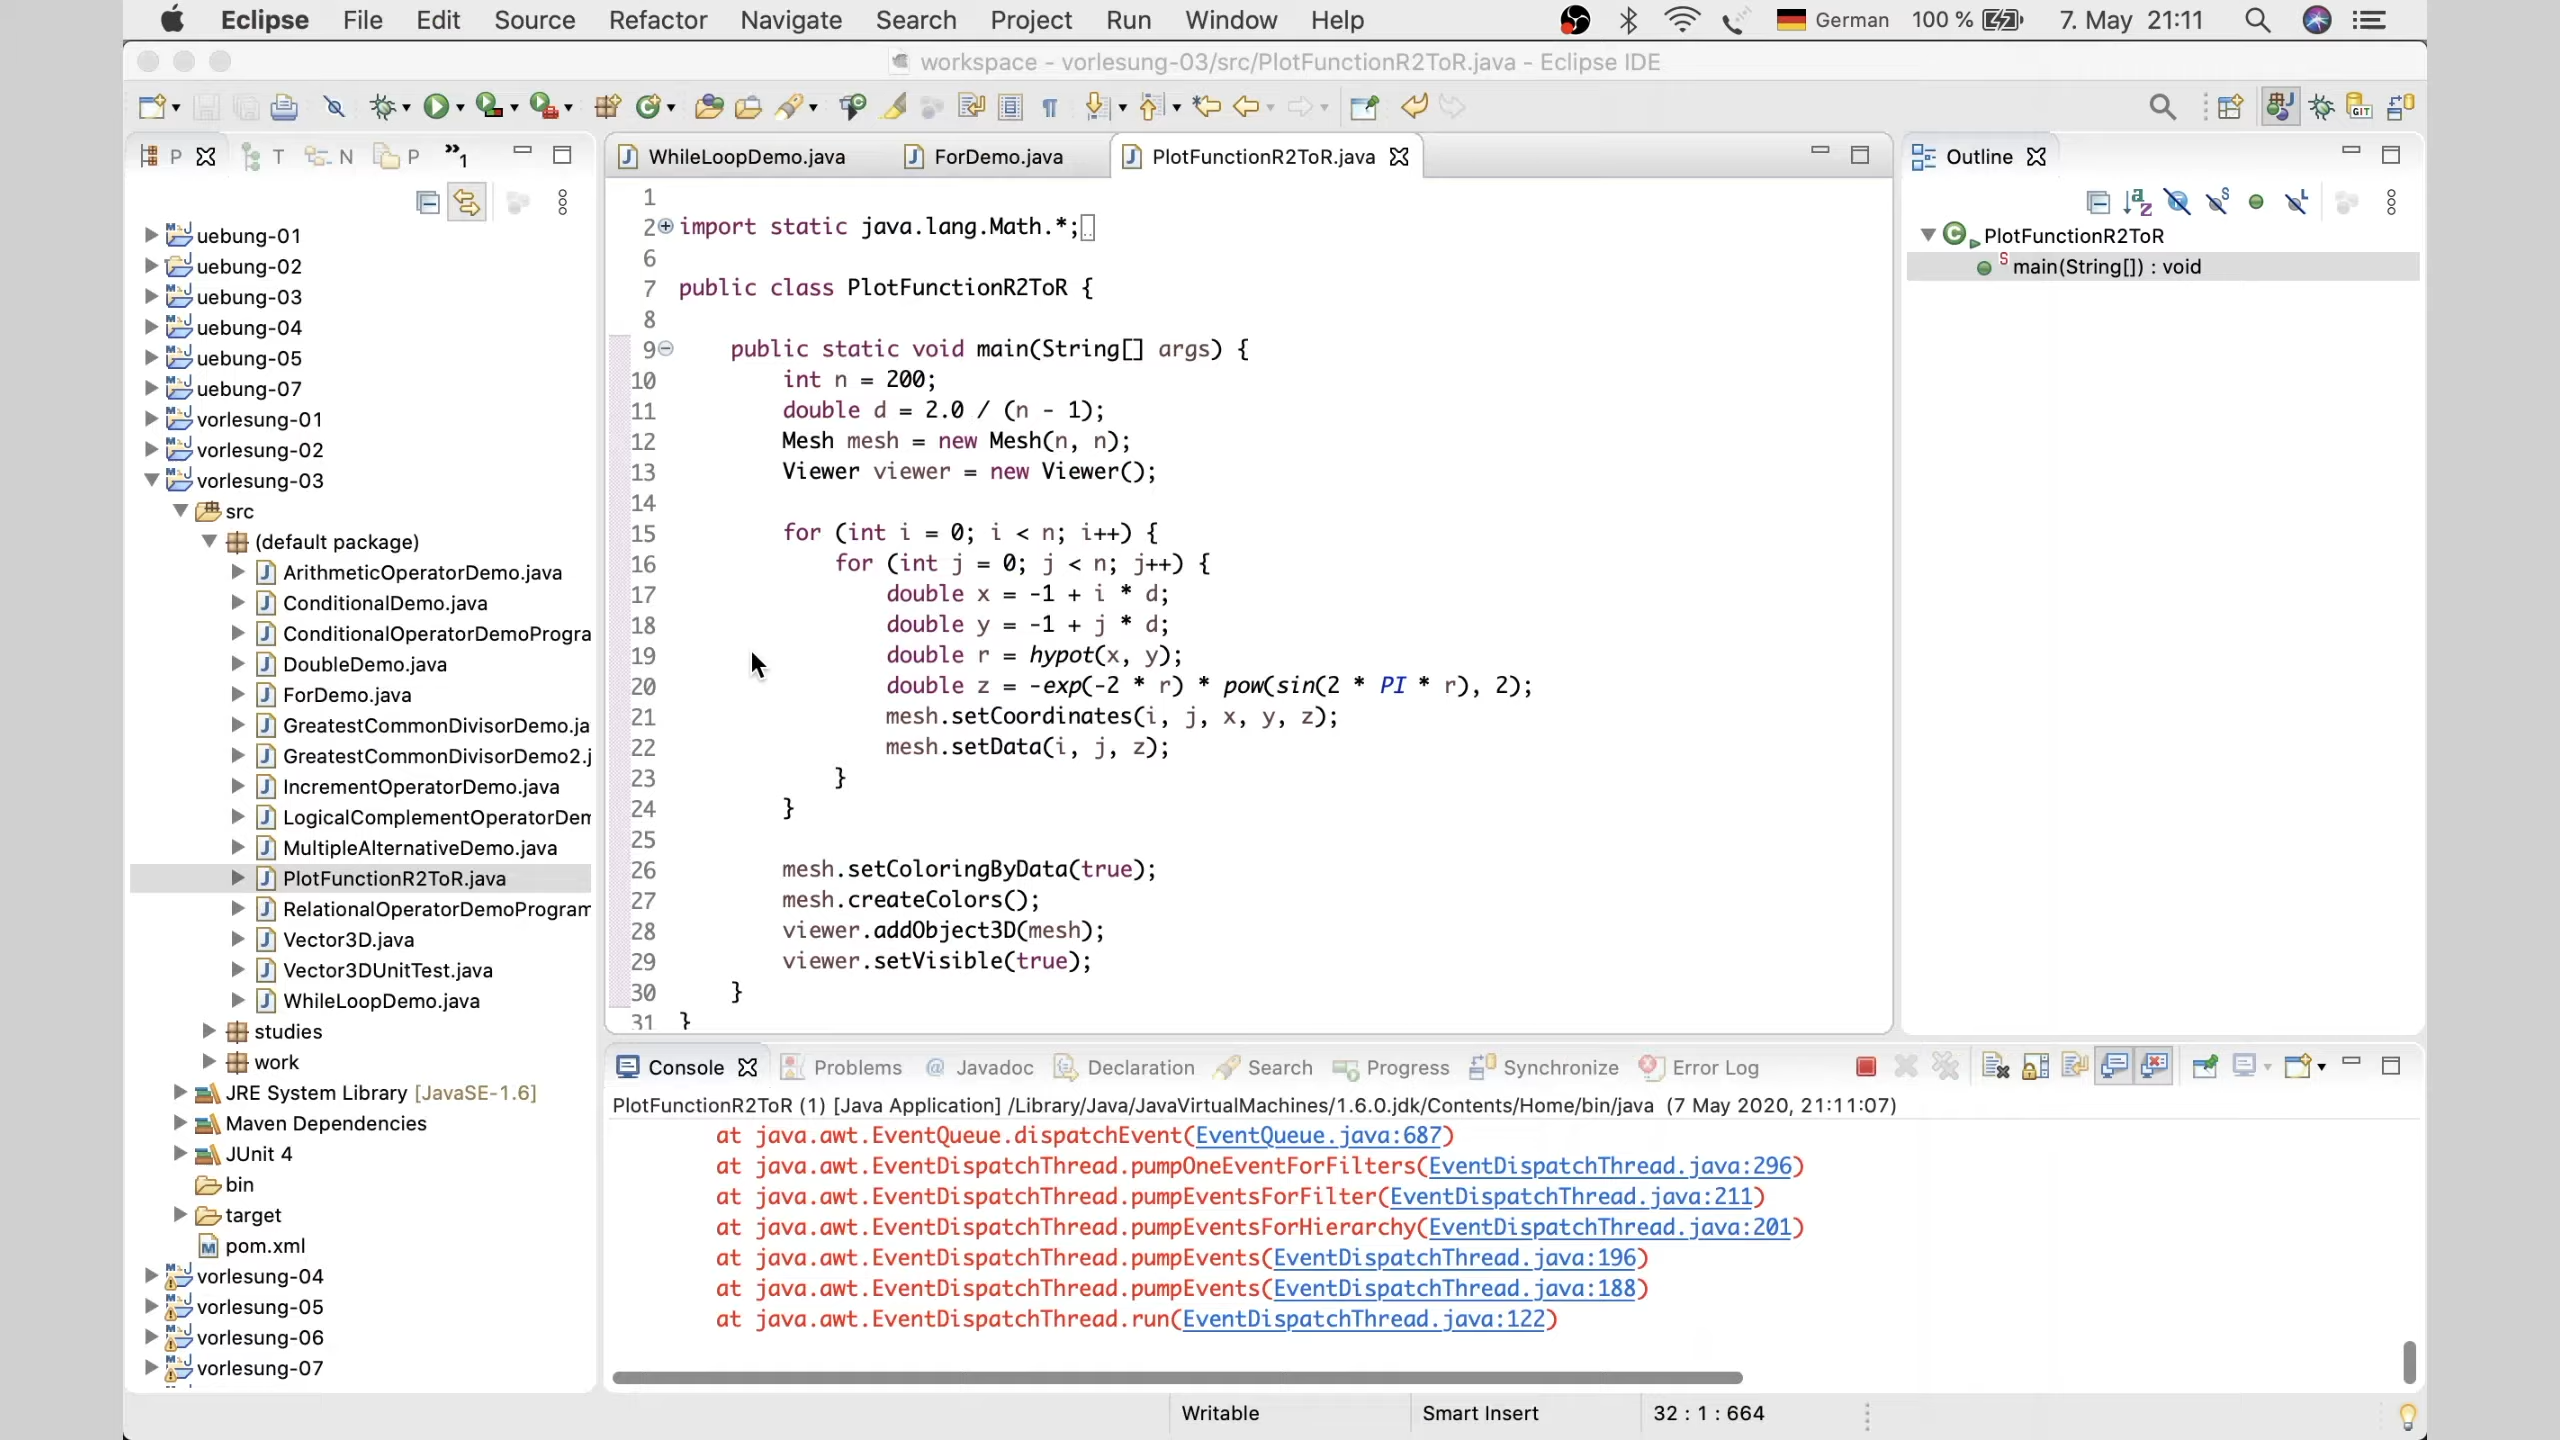 Eclipse File Edit Source Refactor Navigate Search Project Run Window Help German 100 % 7. May 21:11
workspace - vorlesung-03/src/PlotFunctionR2ToR.java - Eclipse IDE
P T N P »1
WhileLoopDemo.java ForDemo.java PlotFunctionR2ToR.java
Outline
uebung-01
uebung-02
uebung-03
uebung-04
uebung-05
uebung-07
vorlesung-01
vorlesung-02
vorlesung-03
src
(default package)
ArithmeticOperatorDemo.java
ConditionalDemo.java
ConditionalOperatorDemoProgra
DoubleDemo.java
ForDemo.java
GreatestCommonDivisorDemo.ja
GreatestCommonDivisorDemo2.j
IncrementOperatorDemo.java
LogicalComplementOperatorDem
MultipleAlternativeDemo.java
PlotFunctionR2ToR.java
RelationalOperatorDemoProgram
Vector3D.java
Vector3DUnitTest.java
WhileLoopDemo.java
studies
work
JRE System Library [JavaSE-1.6]
Maven Dependencies
JUnit 4
bin
target
pom.xml
vorlesung-04
vorlesung-05
vorlesung-06
vorlesung-07
1
2 import static java.lang.Math.*;
6
7 public class PlotFunctionR2ToR {
8
9 public static void main(String[] args) {
10 int n = 200;
11 double d = 2.0 / (n - 1);
12 Mesh mesh = new Mesh(n, n);
13 Viewer viewer = new Viewer();
14
15 for (int i = 0; i < n; i++) {
16 for (int j = 0; j < n; j++) {
17 double x = -1 + i * d;
18 double y = -1 + j * d;
19 double r = hypot(x, y);
20 double z = -exp(-2 * r) * pow(sin(2 * PI * r), 2);
21 mesh.setCoordinates(i, j, x, y, z);
22 mesh.setData(i, j, z);
23 }
24 }
25
26 mesh.setColoringByData(true);
27 mesh.createColors();
28 viewer.addObject3D(mesh);
29 viewer.setVisible(true);
30 }
31 }
PlotFunctionR2ToR
main(String[]) : void
Console Problems Javadoc Declaration Search Progress Synchronize Error Log
PlotFunctionR2ToR (1) [Java Application] /Library/Java/JavaVirtualMachines/1.6.0.jdk/Contents/Home/bin/java (7 May 2020, 21:11:07)
at java.awt.EventQueue.dispatchEvent(EventQueue.java:687)
at java.awt.EventDispatchThread.pumpOneEventForFilters(EventDispatchThread.java:296)
at java.awt.EventDispatchThread.pumpEventsForFilter(EventDispatchThread.java:211)
at java.awt.EventDispatchThread.pumpEventsForHierarchy(EventDispatchThread.java:201)
at java.awt.EventDispatchThread.pumpEvents(EventDispatchThread.java:196)
at java.awt.EventDispatchThread.pumpEvents(EventDispatchThread.java:188)
at java.awt.EventDispatchThread.run(EventDispatchThread.java:122)
Writable Smart Insert 32 : 1 : 664